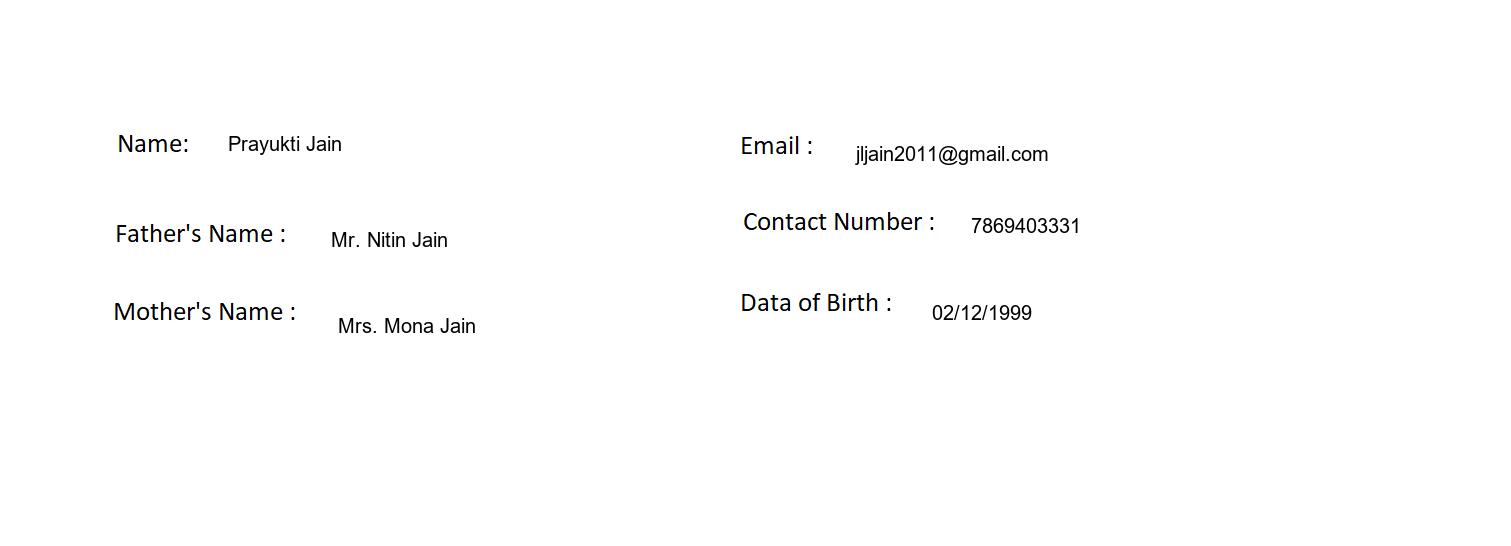 Name: Prayukti Jain
Father's Name : Mr. Nitin Jain
Mother's Name : Mrs. Mona Jain
Email : jljain2011@gmail.com
Contact Number : 7869403331
Data of Birth : 02/12/1999